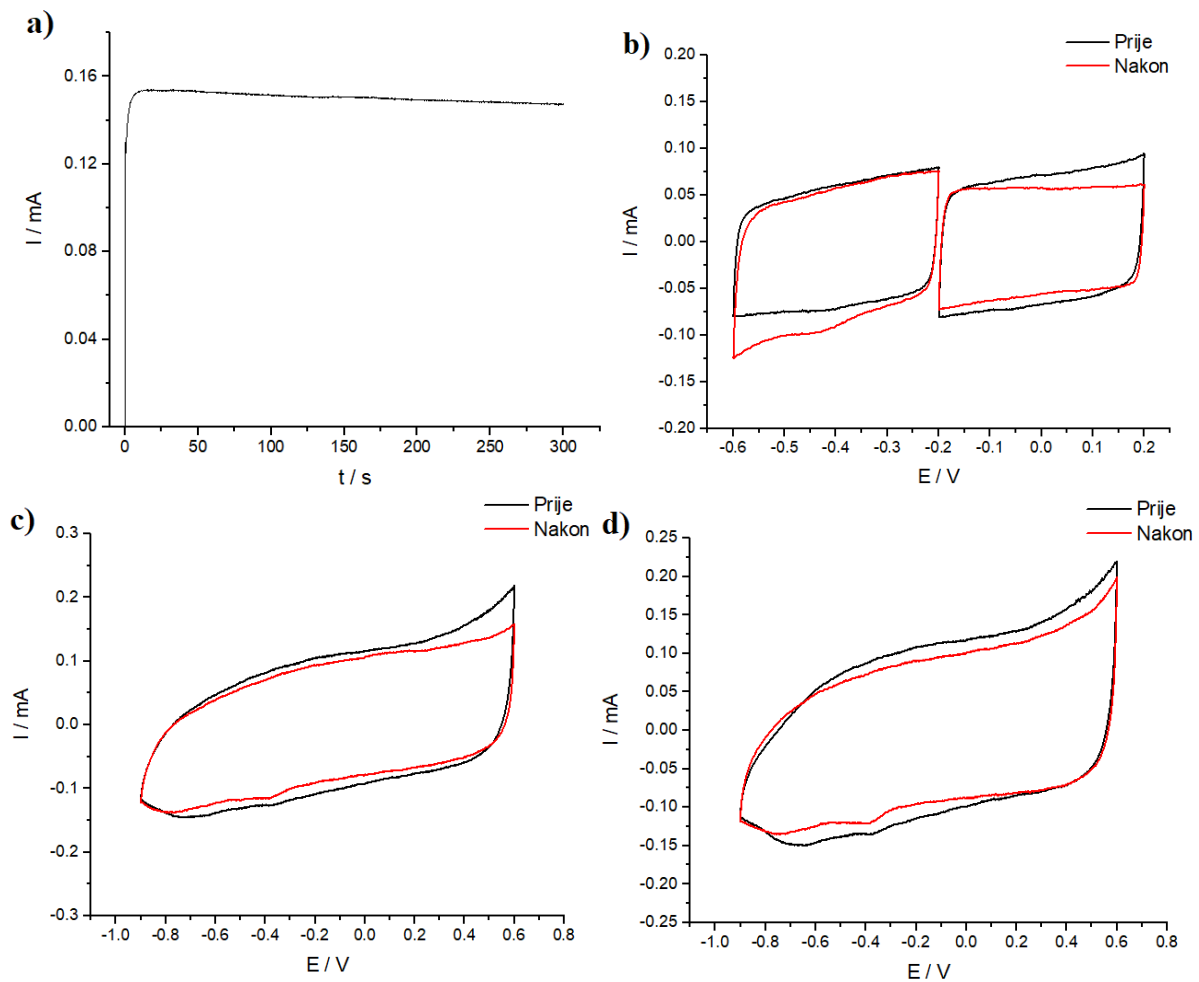 a)
0.16
0.12
0.08
0.04
0.00
I / mA
0 50 100 150 200 250 300
t / s
b)
Prije
Nakon
0.20
0.15
0.10
0.05
0.00
-0.05
-0.10
-0.15
-0.20
I / mA
-0.6 -0.5 -0.4 -0.3 -0.2 -0.1 0.0 0.1 0.2
E / V
c)
Prije
Nakon
0.3
0.2
0.1
0.0
-0.1
-0.2
-0.3
I / mA
-1.0 -0.8 -0.6 -0.4 -0.2 0.0 0.2 0.4 0.6 0.8
E / V
d)
Prije
Nakon
0.25
0.20
0.15
0.10
0.05
0.00
-0.05
-0.10
-0.15
-0.20
-0.25
I / mA
-1.0 -0.8 -0.6 -0.4 -0.2 0.0 0.2 0.4 0.6 0.8
E / V